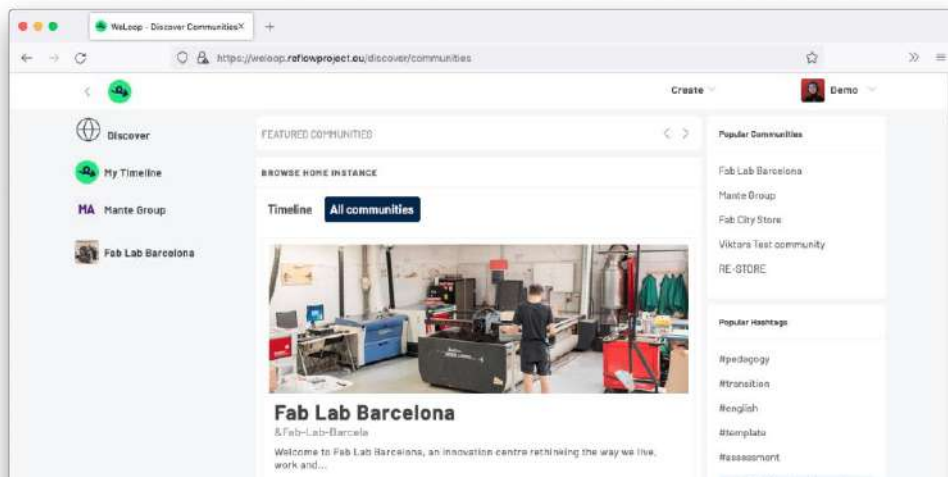 WeLoop - Discover Communities
https://weloop.reflowproject.eu/discover/communities
Create
Demo
Discover
My Timeline
MA Mante Group
Fab Lab Barcelona
FEATURED COMMUNITIES
BROWSE HOME INSTANCE
Timeline All communities
Fab Lab Barcelona
&Fab-Lab-Barcela
Welcome to Fab Lab Barcelona, an innovation centre rethinking the way we live,
work and...
Popular Communities
Fab Lab Barcelona
Mante Group
Fab City Store
Viktors Test community
RE-STORE
Popular Hashtags
#pedagogy
#transition
#english
#template
#assessment